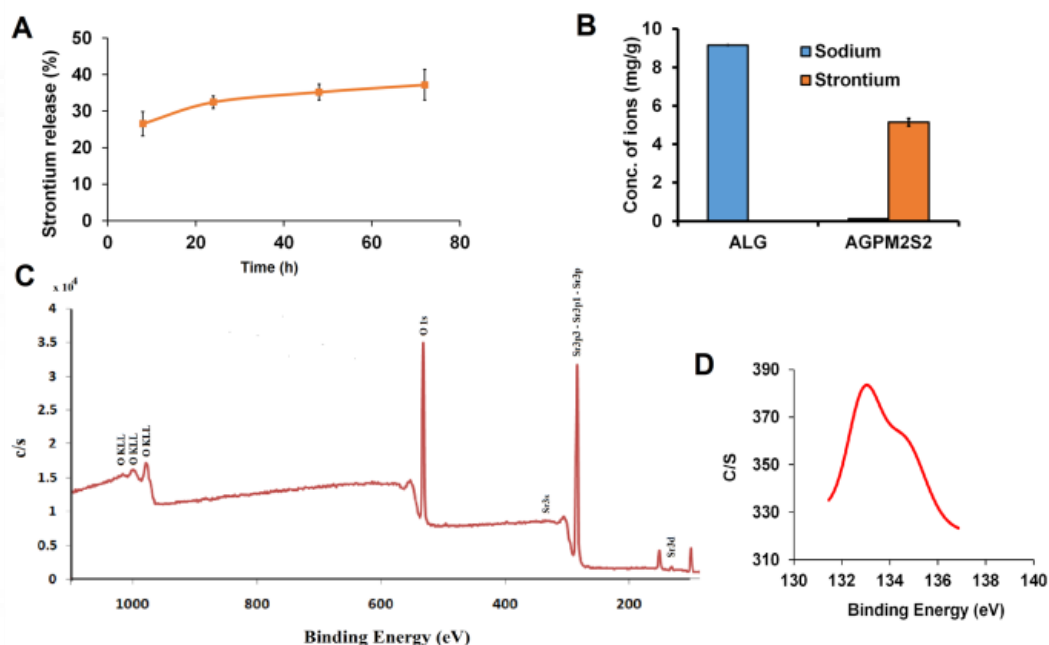 A
Strontium release (%)
50
40
30
20
10
0
0 20 40 60 80
Time (h)
B
Conc. of ions (mg/g)
10
8
6
4
2
0
Sodium
Strontium
ALG AGPM2S2
C
x 10⁴
4
3.5
3
2.5
2
1.5
1
0.5
0
c/s
O KLL
O KLL
O KLL
O 1s
Sr3s
Sr3p3 - Sr3p1 - Sr3p
Sr3d
1000 800 600 400 200
Binding Energy (eV)
D
C/S
390
370
350
330
310
130 132 134 136 138 140
Binding Energy (eV)